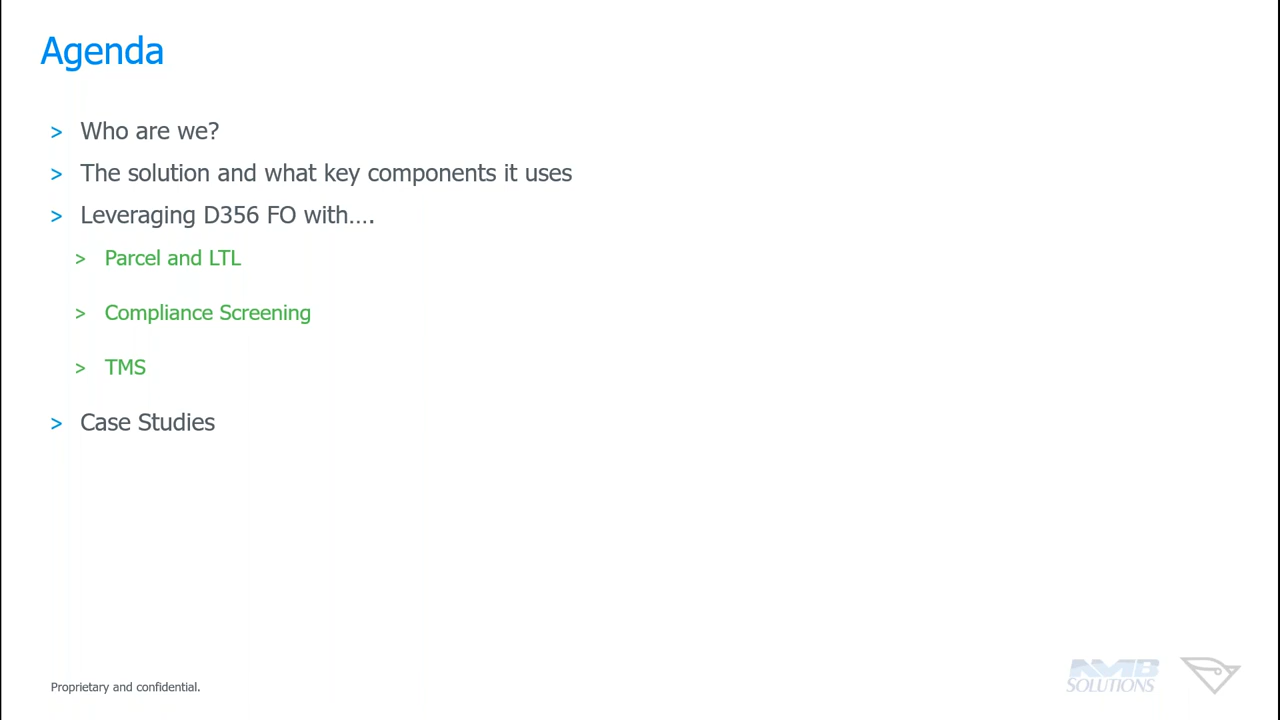 Agenda
> Who are we?
> The solution and what key components it uses
> Leveraging D356 FO with….
> Parcel and LTL
> Compliance Screening
> TMS
> Case Studies
Proprietary and confidential.
NMB
SOLUTIONS